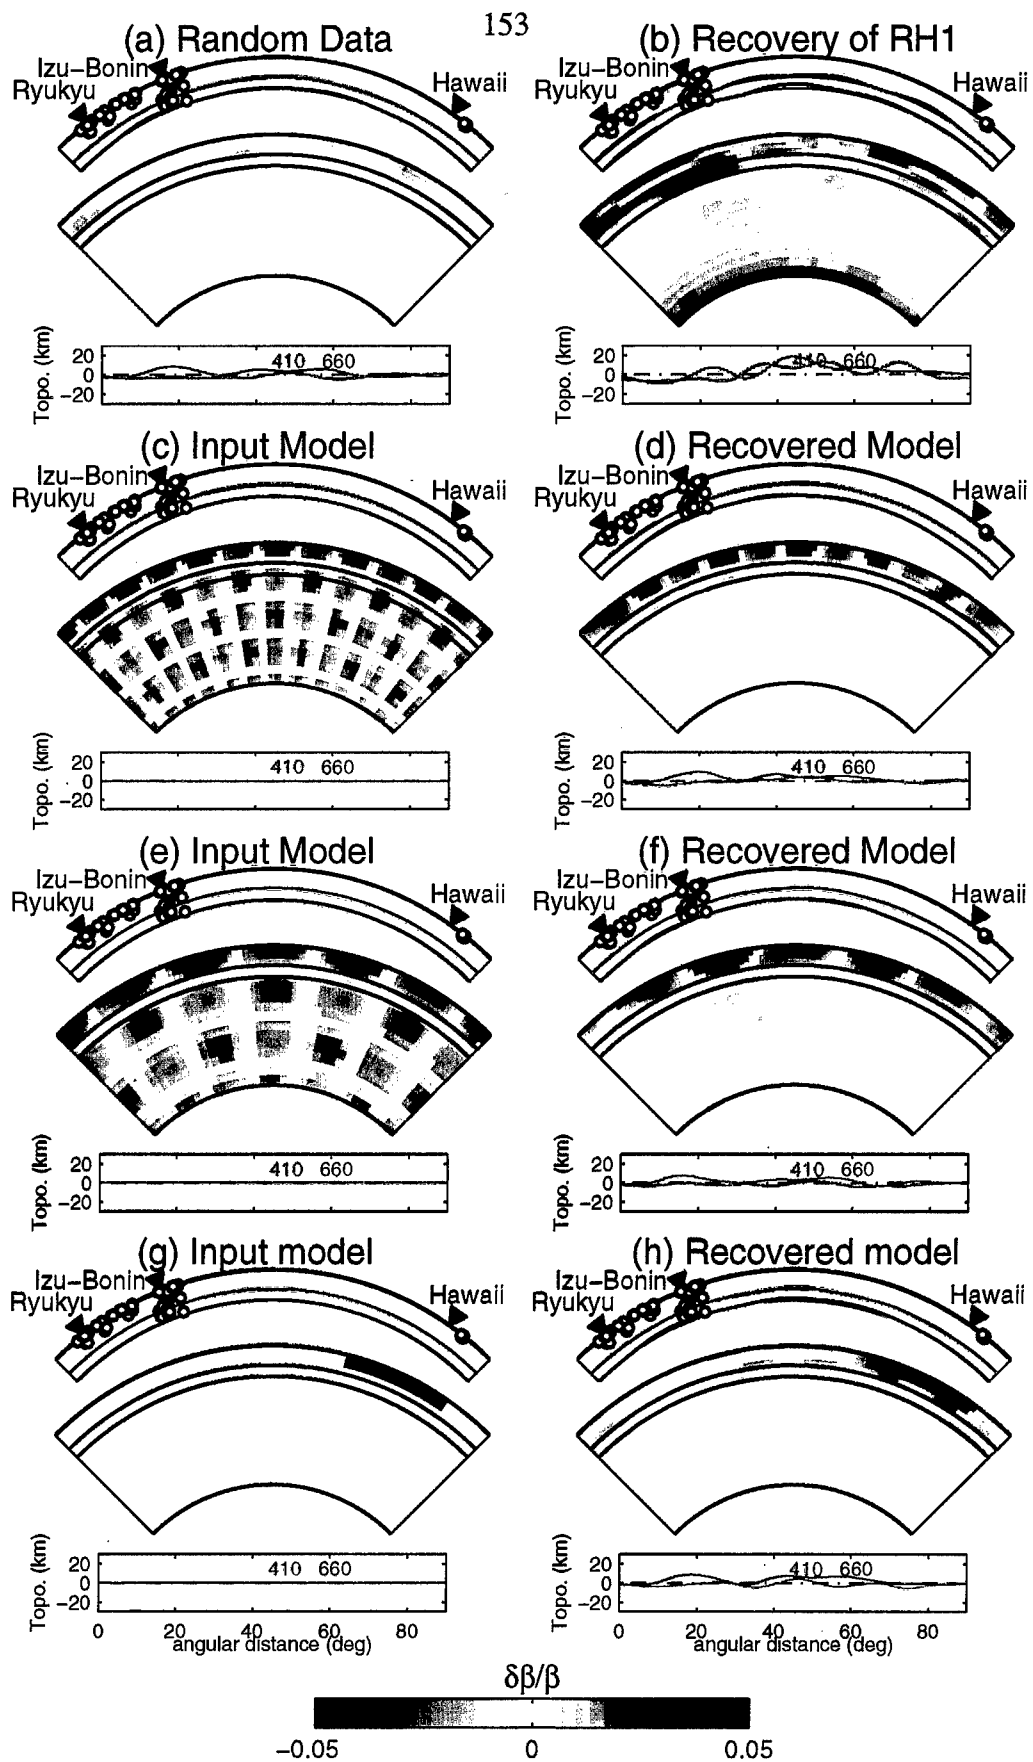 153
(a) Random Data
Izu-Bonin
Ryukyu
Hawaii
Topo. (km)
20
0
-20
410 660
(b) Recovery of RH1
Izu-Bonin
Ryukyu
Hawaii
Topo. (km)
20
0
-20
410 660
(c) Input Model
Izu-Bonin
Ryukyu
Hawaii
Topo. (km)
20
0
-20
410 660
(d) Recovered Model
Izu-Bonin
Ryukyu
Hawaii
Topo. (km)
20
0
-20
410 660
(e) Input Model
Izu-Bonin
Ryukyu
Hawaii
Topo. (km)
20
0
-20
410 660
(f) Recovered Model
Izu-Bonin
Ryukyu
Hawaii
Topo. (km)
20
0
-20
410 660
(g) Input model
Izu-Bonin
Ryukyu
Hawaii
Topo. (km)
20
0
-20
410 660
0 20 40 60 80
angular distance (deg)
(h) Recovered model
Izu-Bonin
Ryukyu
Hawaii
Topo. (km)
20
0
-20
410 660
0 20 40 60 80
angular distance (deg)
δβ/β
-0.05 0 0.05